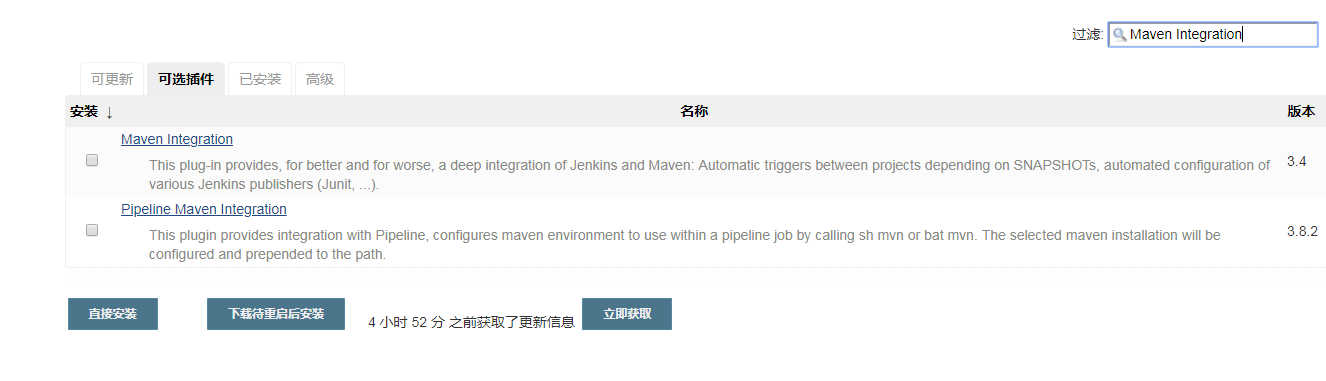 过滤: Maven Integration
可更新 可选插件 已安装 高级
安装 ↓ 名称 版本
Maven Integration
This plug-in provides, for better and for worse, a deep integration of Jenkins and Maven: Automatic triggers between projects depending on SNAPSHOTs, automated configuration of
various Jenkins publishers (Junit, ...).
3.4
Pipeline Maven Integration
This plugin provides integration with Pipeline, configures maven environment to use within a pipeline job by calling sh mvn or bat mvn. The selected maven installation will be
configured and prepended to the path.
3.8.2
直接安装 下载待重启后安装 4 小时 52 分 之前获取了更新信息 立即获取